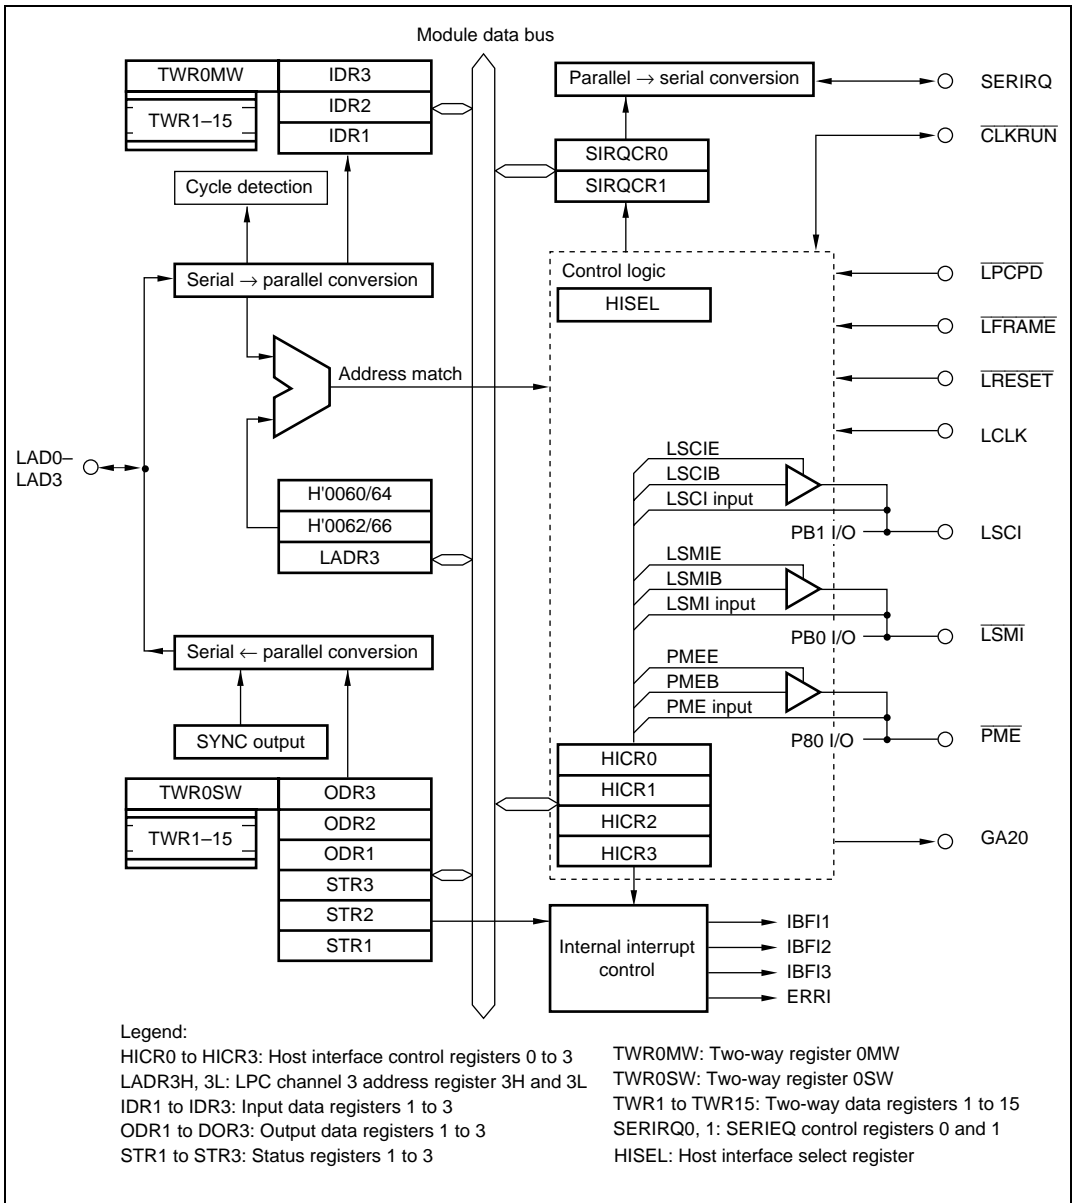 Module data bus
TWR0MW
IDR3
IDR2
IDR1
TWR1–15
Cycle detection
Serial → parallel conversion
Address match
LAD0–
LAD3
H'0060/64
H'0062/66
LADR3
Serial ← parallel conversion
SYNC output
TWR0SW
ODR3
ODR2
ODR1
STR3
STR2
STR1
TWR1–15
Parallel → serial conversion
SERIRQ
CLKRUN
SIRQCR0
SIRQCR1
Control logic
HISEL
LPCPD
LFRAME
LRESET
LCLK
LSCIE
LSCIB
LSCI input
PB1 I/O
LSCI
LSMIE
LSMIB
LSMI input
PB0 I/O
LSMI
PMEE
PMEB
PME input
P80 I/O
PME
HICR0
HICR1
HICR2
HICR3
GA20
Internal interrupt
control
IBFI1
IBFI2
IBFI3
ERRI
Legend:
HICR0 to HICR3: Host interface control registers 0 to 3
LADR3H, 3L: LPC channel 3 address register 3H and 3L
IDR1 to IDR3: Input data registers 1 to 3
ODR1 to DOR3: Output data registers 1 to 3
STR1 to STR3: Status registers 1 to 3
TWR0MW: Two-way register 0MW
TWR0SW: Two-way register 0SW
TWR1 to TWR15: Two-way data registers 1 to 15
SERIRQ0, 1: SERIEQ control registers 0 and 1
HISEL: Host interface select register